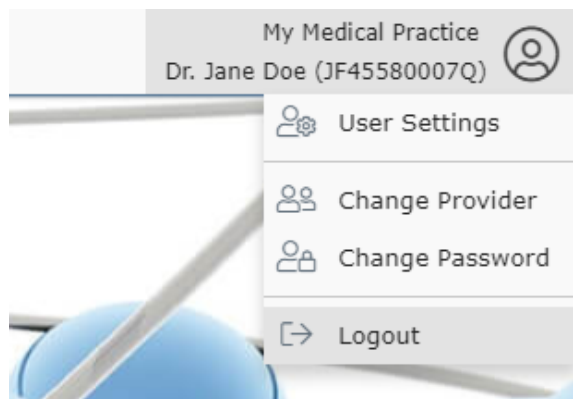 My Medical Practice
Dr. Jane Doe (JF45580007Q)
User Settings
Change Provider
Change Password
Logout